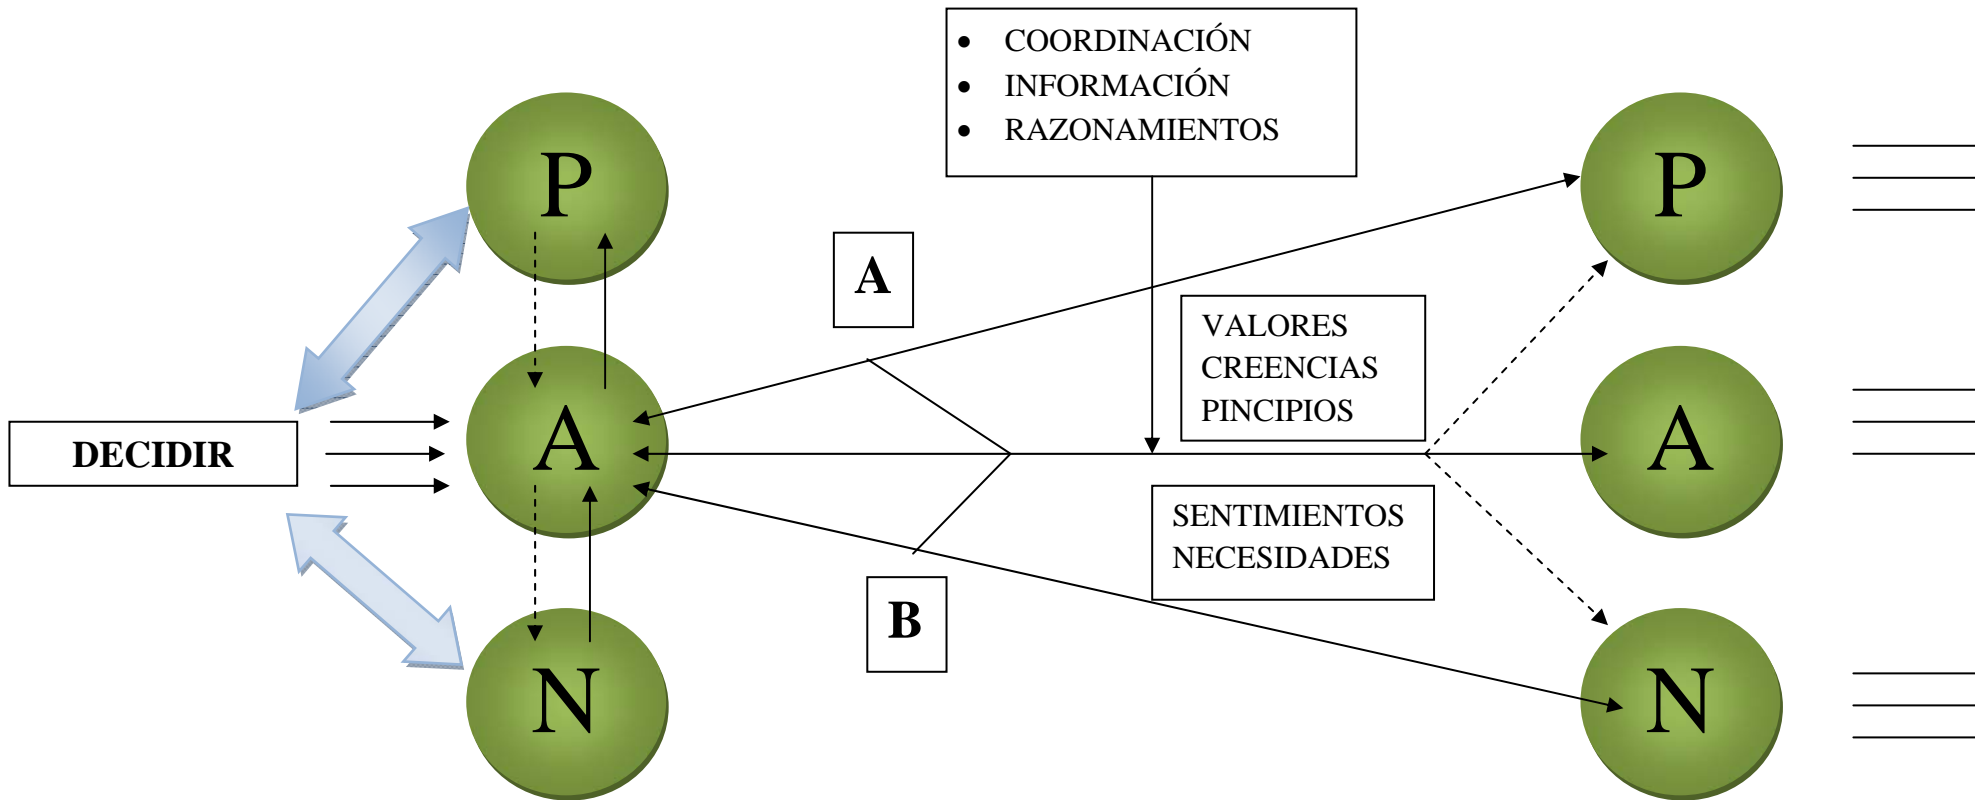 • COORDINACIÓN
• INFORMACIÓN
• RAZONAMIENTOS
P
P
A
VALORES
CREENCIAS
PINCIPIOS
DECIDIR
A
A
SENTIMIENTOS
NECESIDADES
B
N
N